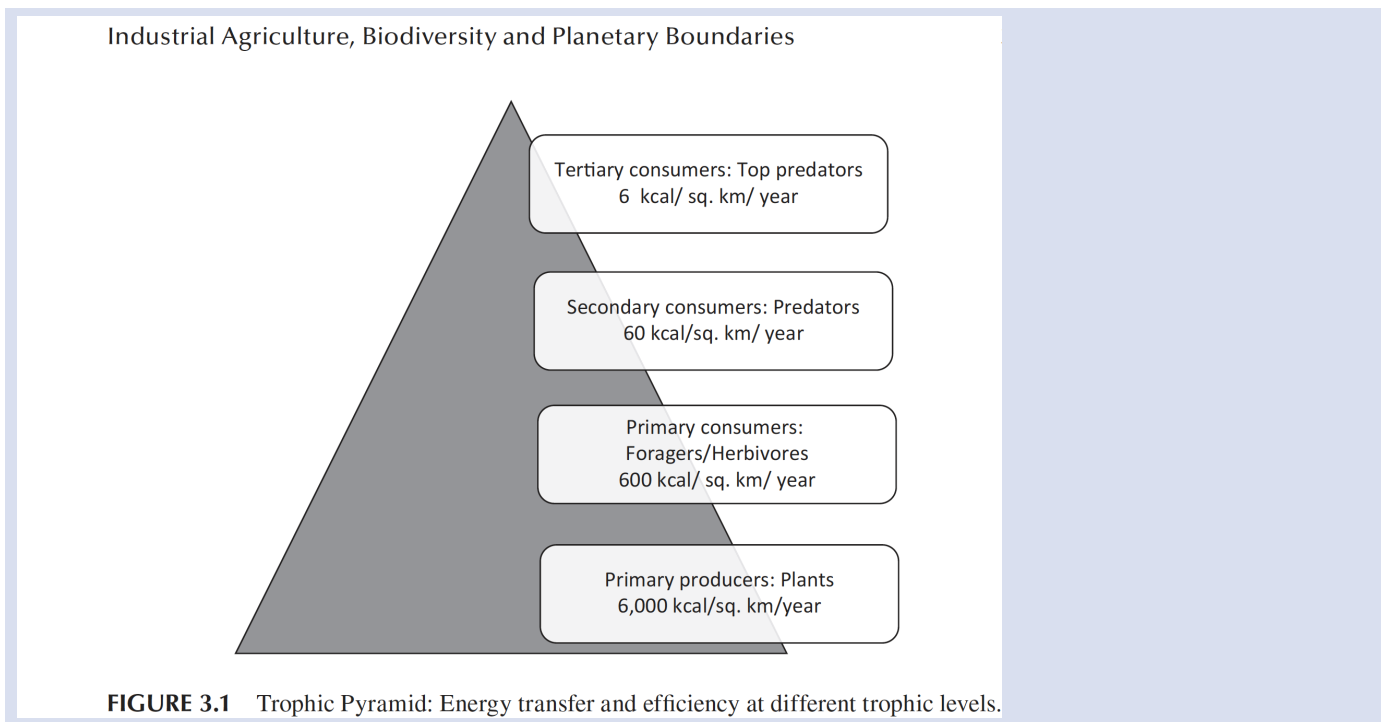 Industrial Agriculture, Biodiversity and Planetary Boundaries
Tertiary consumers: Top predators
6 kcal/ sq. km/ year
Secondary consumers: Predators
60 kcal/sq. km/ year
Primary consumers:
Foragers/Herbivores
600 kcal/ sq. km/ year
Primary producers: Plants
6,000 kcal/sq. km/year
FIGURE 3.1 Trophic Pyramid: Energy transfer and efficiency at different trophic levels.